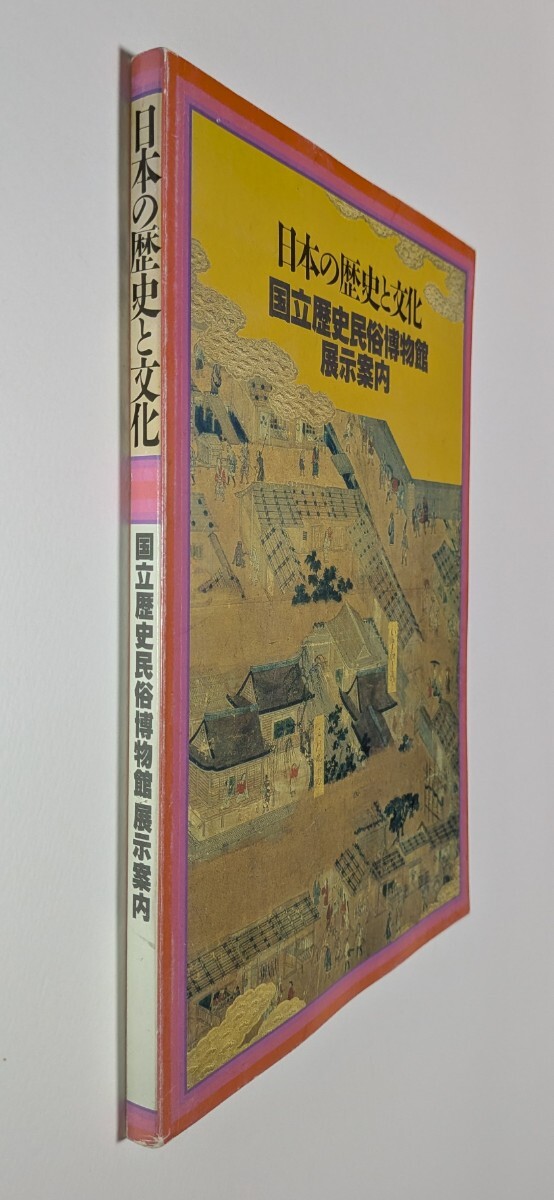 日本の歴史と文化
国立歴史民俗博物館 展示案内
日本の歴史と文化
国立歴史民俗博物館
展示案内